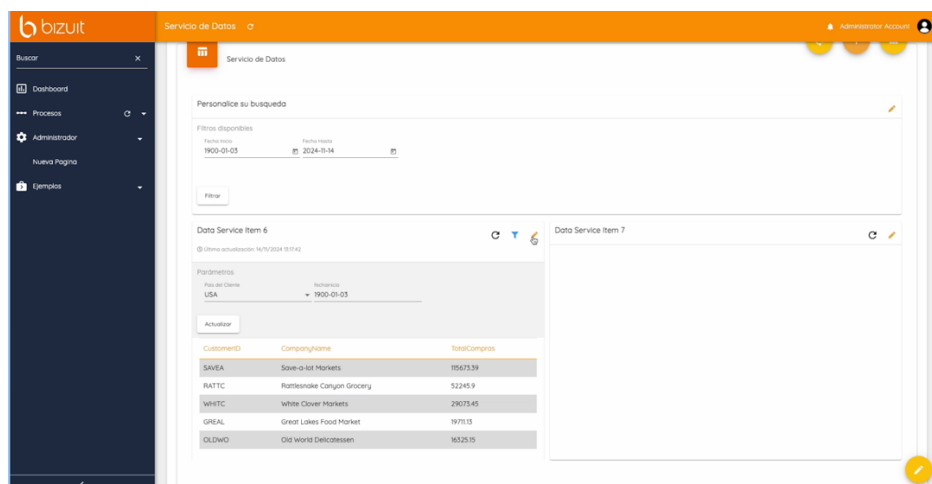 bizuit
Servicio de Datos
Administrator Account
Buscar
Dashboard
Procesos
Administrador
Nueva Pagina
Ejemplos
Servicio de Datos
Personalice su busqueda
Filtros disponibles
Fecha Inicio
Fecha Hasta
1900-01-03
2024-11-14
Filtrar
Data Service Item 6
Última actualización: 14/11/2024 15:17:42
Data Service Item 7
Parámetros
Pais del Cliente
USA
1900-01-03
Actualizar
CustomerID CompanyName TotalCompras
SAVEA Save-a-lot Markets 115673.39
RATTC Rattlesnake Canyon Grocery 52245.9
WHITC White Clover Markets 29073.45
GREAL Great Lakes Food Market 19711.13
OLDWO Old World Delicatessen 16325.15